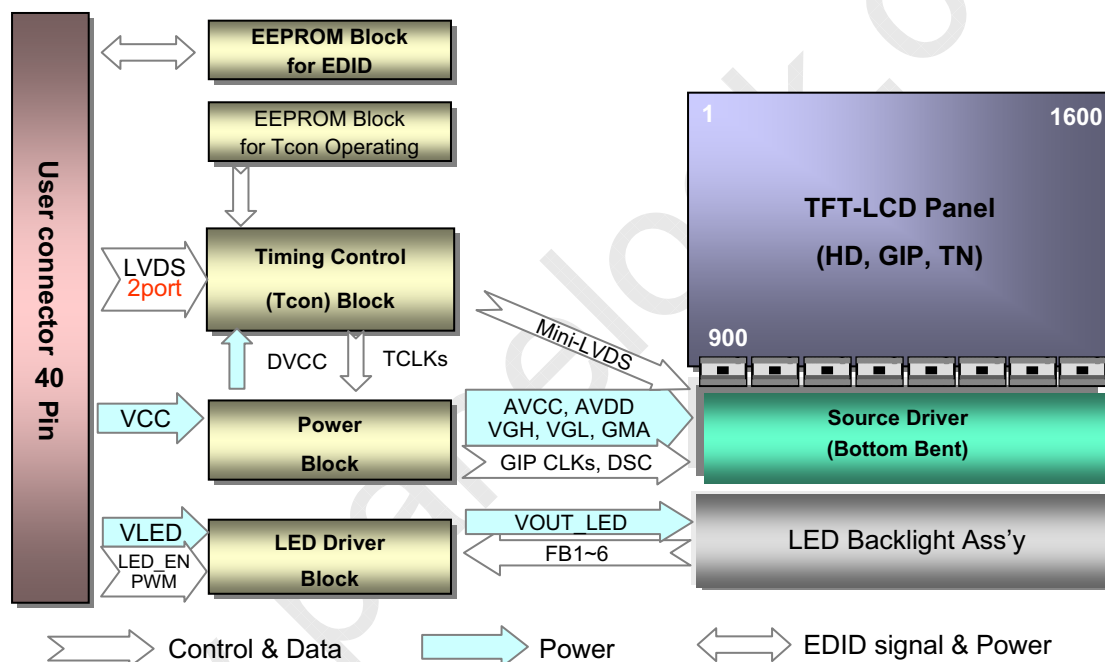 User connector 40 Pin
EEPROM Block
for EDID
EEPROM Block
for Tcon Operating
LVDS
2port
Timing Control
(Tcon) Block
DVCC
TCLKs
Mini-LVDS
VCC
Power
Block
AVCC, AVDD
VGH, VGL, GMA
GIP CLKs, DSC
VLED
LED_EN
PWM
LED Driver
Block
VOUT_LED
FB1~6
1
1600
TFT-LCD Panel
(HD, GIP, TN)
900
Source Driver
(Bottom Bent)
LED Backlight Ass'y
Control & Data
Power
EDID signal & Power